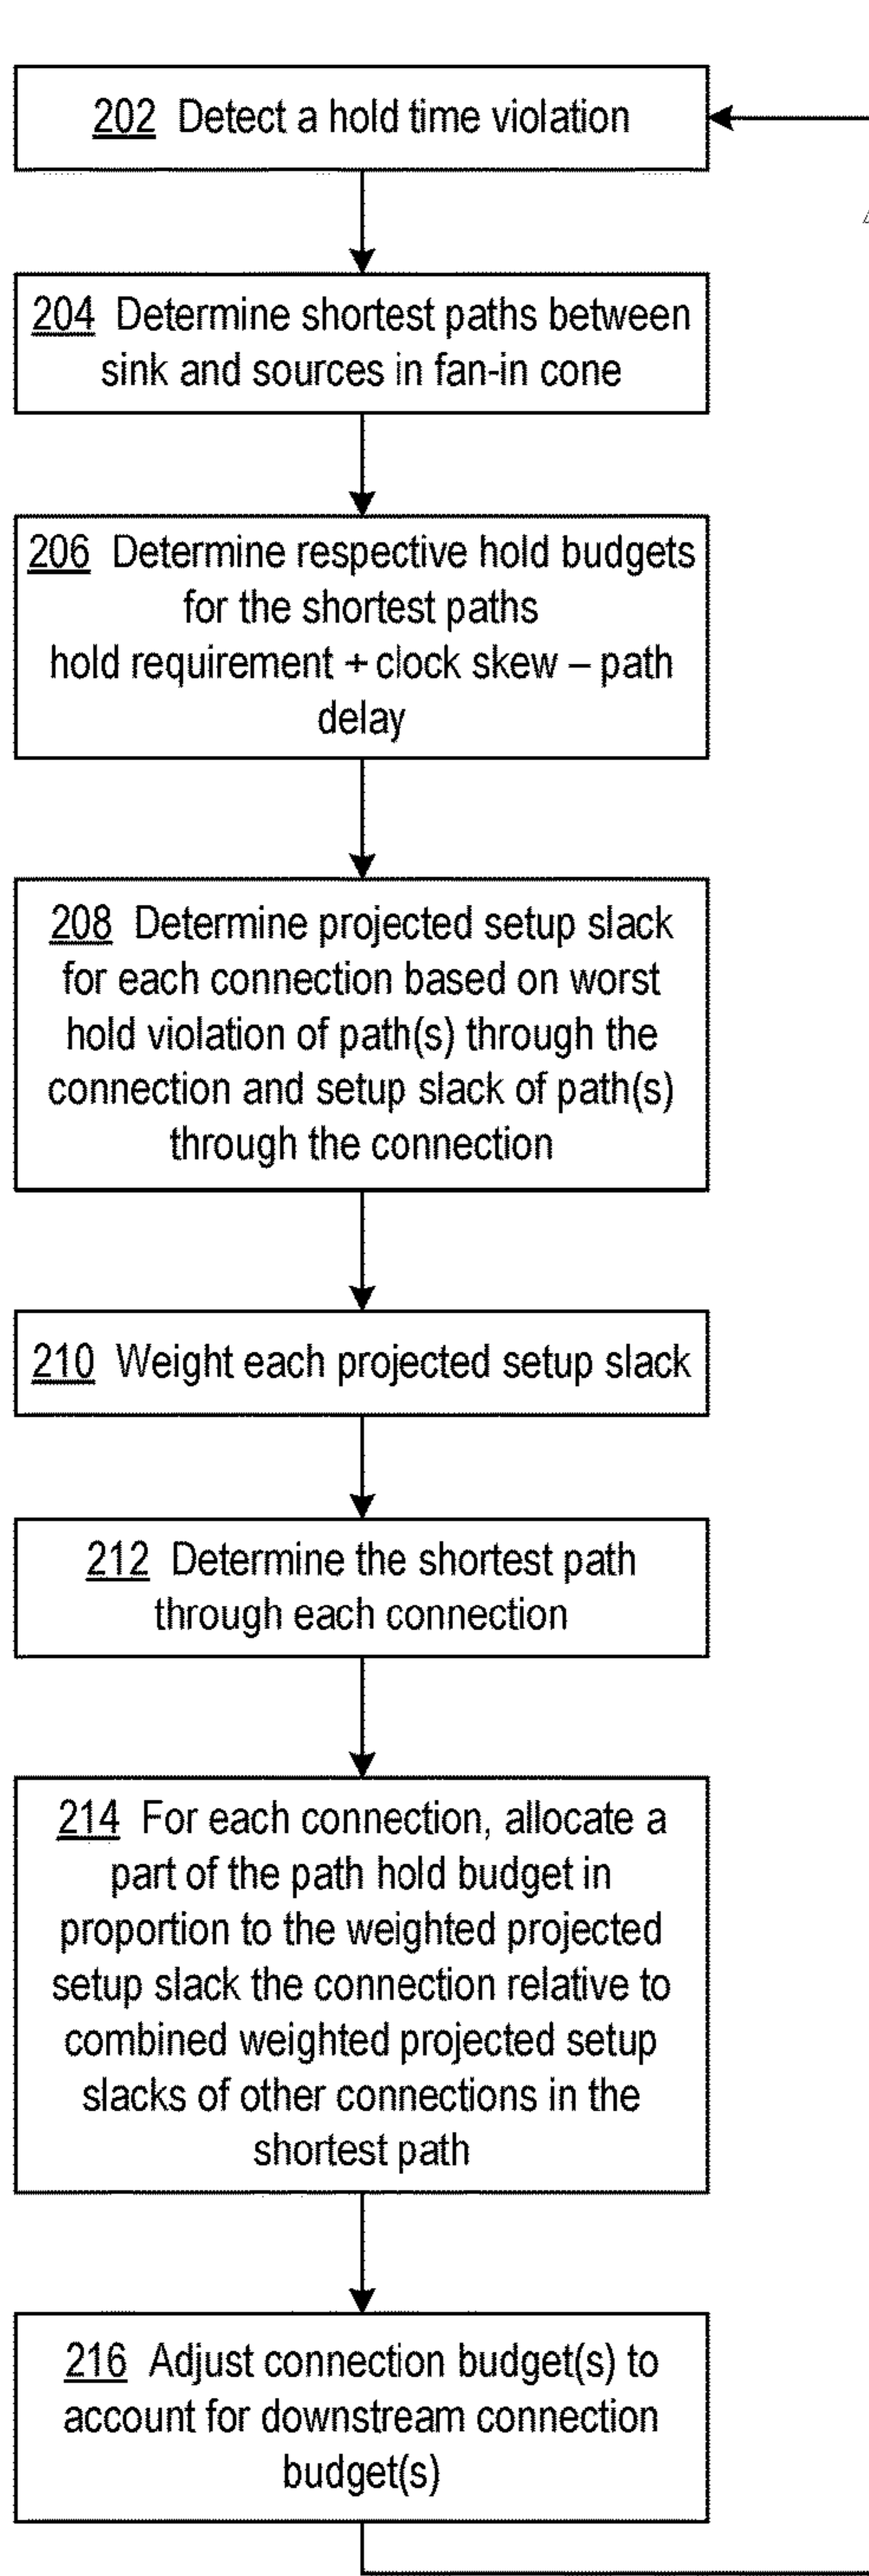 202 Detect a hold time violation
204 Determine shortest paths between
sink and sources in fan-in cone
206 Determine respective hold budgets
for the shortest paths
hold requirement + clock skew – path
delay
208 Determine projected setup slack
for each connection based on worst
hold violation of path(s) through the
connection and setup slack of path(s)
through the connection
210 Weight each projected setup slack
212 Determine the shortest path
through each connection
214 For each connection, allocate a
part of the path hold budget in
proportion to the weighted projected
setup slack the connection relative to
combined weighted projected setup
slacks of other connections in the
shortest path
216 Adjust connection budget(s) to
account for downstream connection
budget(s)